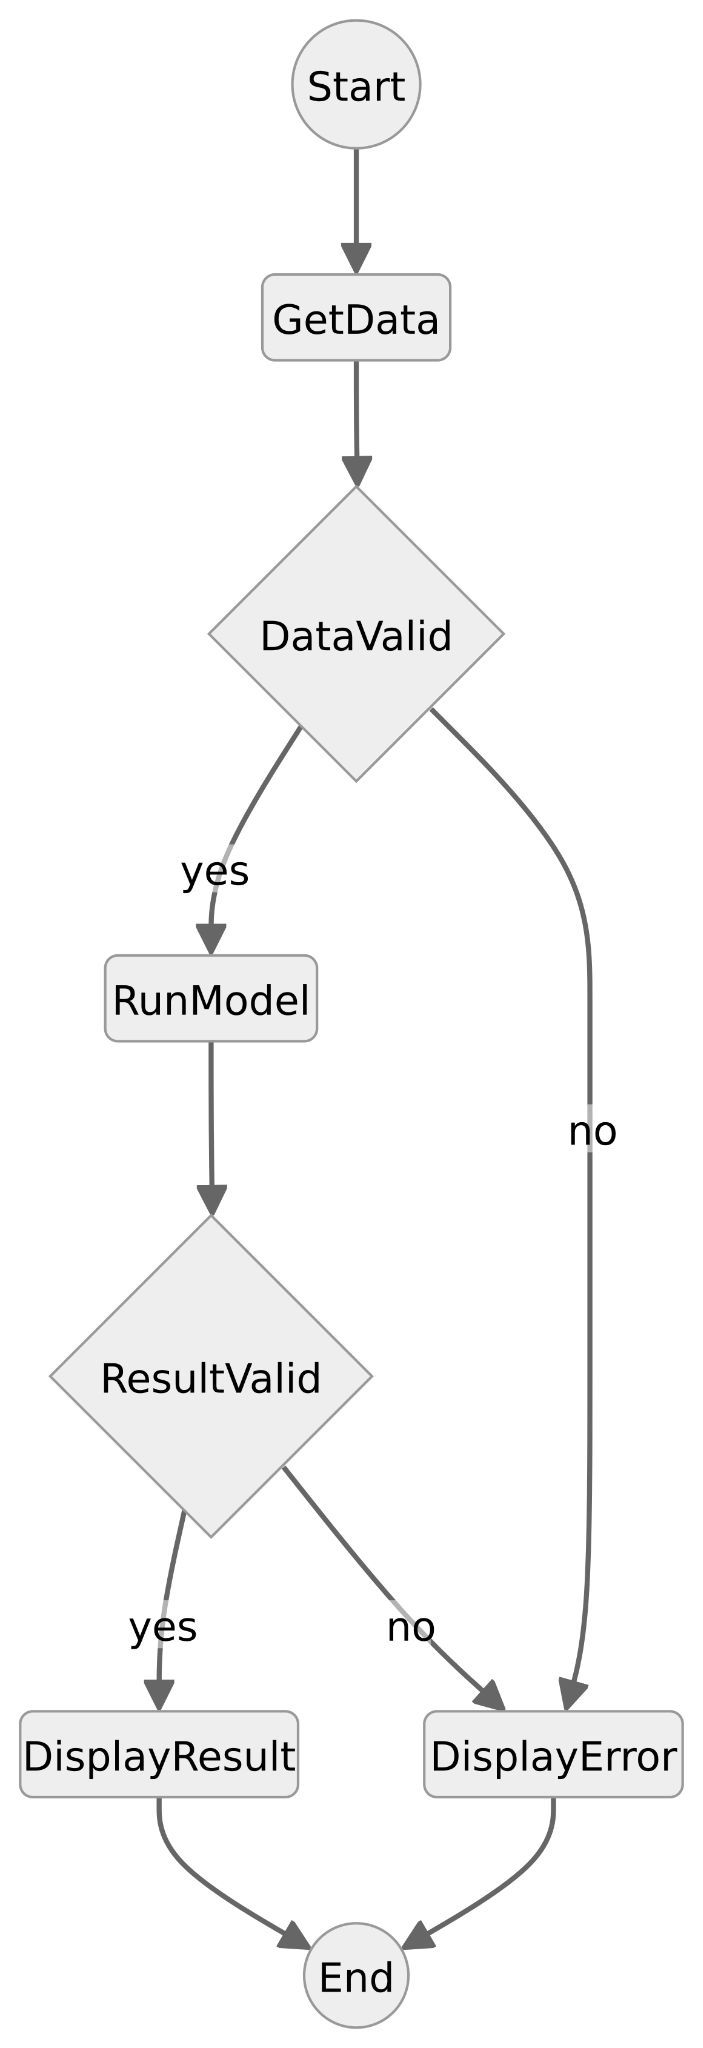 Start
GetData
DataValid
yes
RunModel
no
ResultValid
yes
no
DisplayResult
DisplayError
End